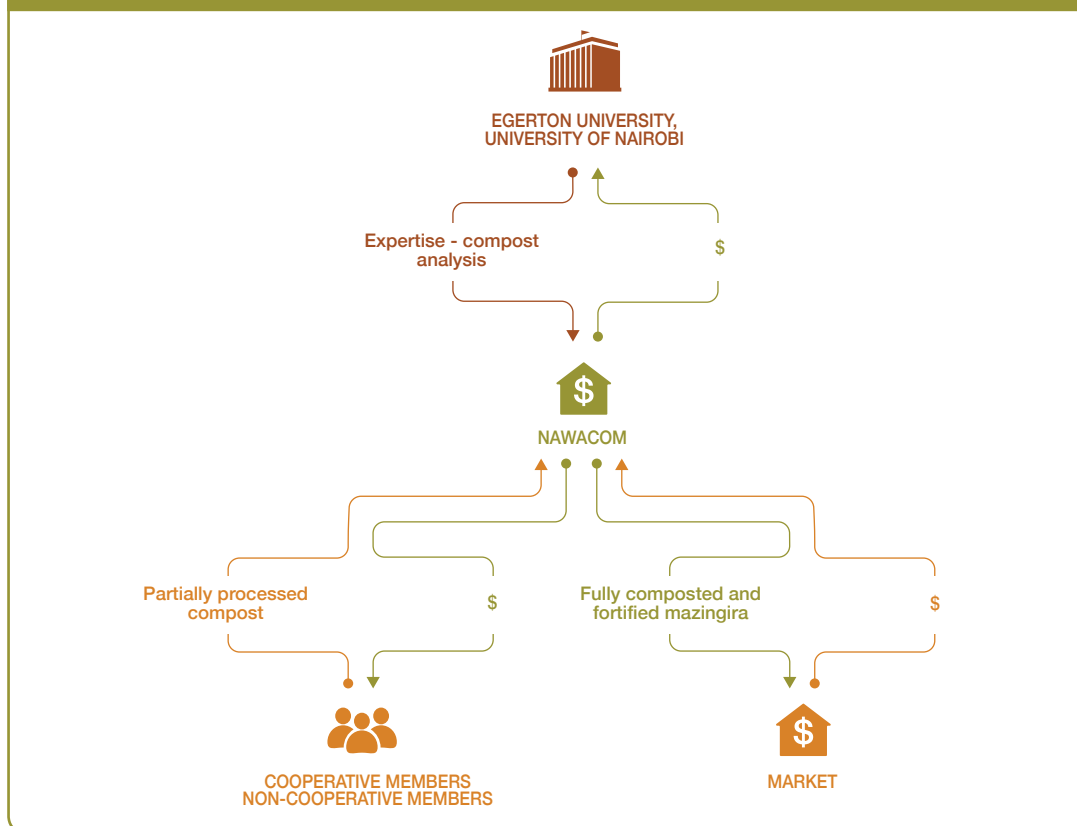 EGERTON UNIVERSITY,
UNIVERSITY OF NAIROBI
Expertise - compost
analysis
$
$
NAWACOM
Partially processed
compost
$
Fully composted and
fortified mazingira
$
$
COOPERATIVE MEMBERS
NON-COOPERATIVE MEMBERS
MARKET